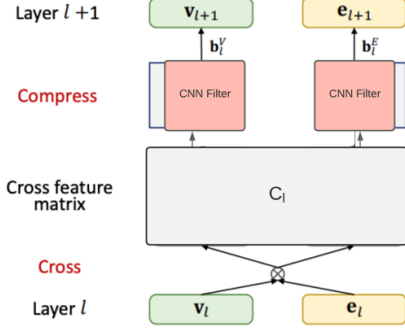 Layer l +1
v_{l+1}
e_{l+1}
b_l^V
b_l^E
Compress
CNN Filter
CNN Filter
Cross feature
matrix
C_l
Cross
Layer l
v_l
e_l